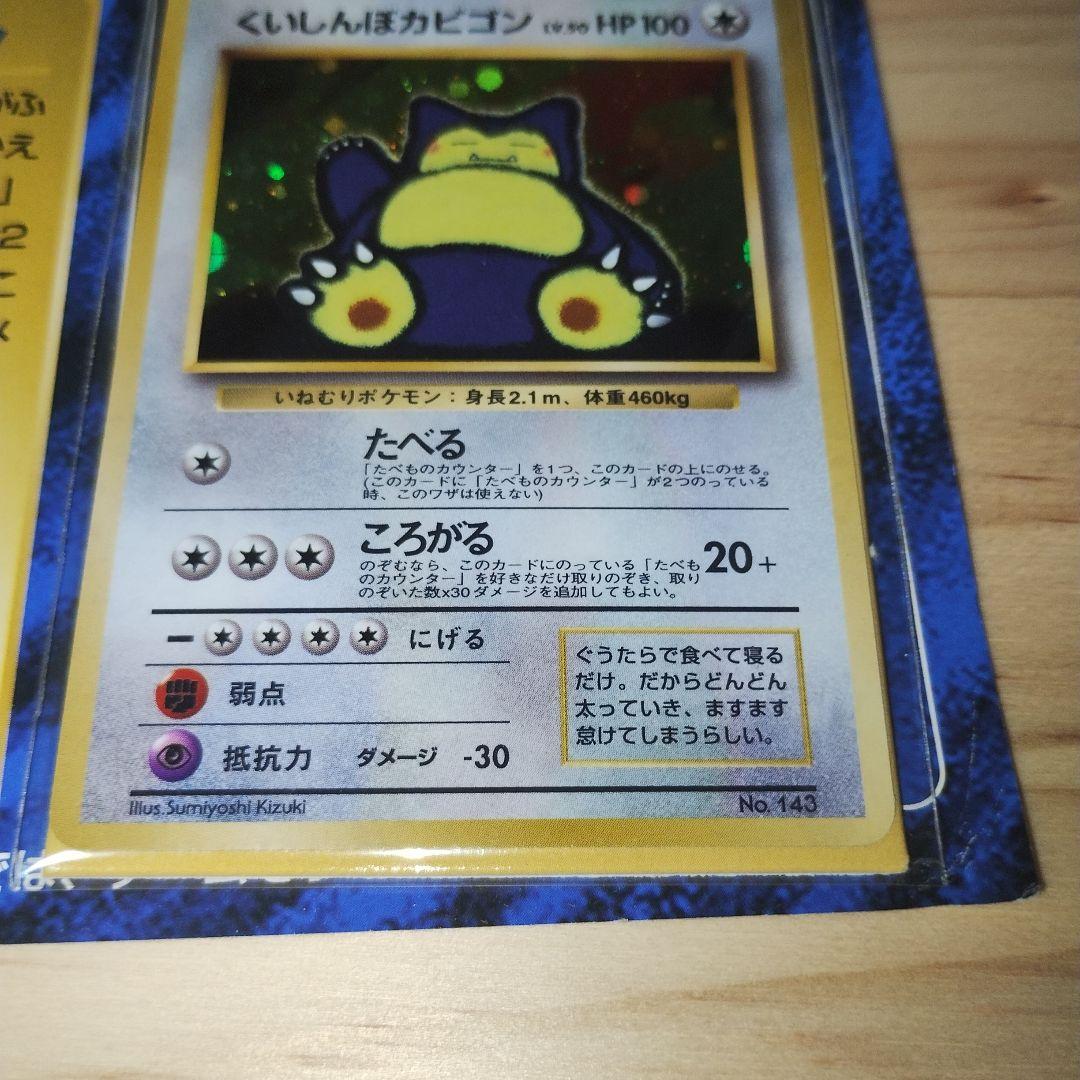 くいしんぼカビゴン LV.50 HP100
いねむりポケモン：身長2.1m、体重460kg
たべる
「たべものカウンター」を1つ、このカードの上にのせる。
(このカードに「たべものカウンター」が2つのっている
時、このワザは使えない)
ころがる
のぞむなら、このカードにのっている「たべも
のカウンター」を好きなだけ取りのぞき、取り
のぞいた数x30ダメージを追加してもよい。
20+
にげる
弱点
抵抗力 ダメージ -30
ぐうたらで食べて寝る
だけ。だからどんどん
太っていき、ますます
怠けてしまうらしい。
Illus.Sumiyoshi Kizuki
No. 143